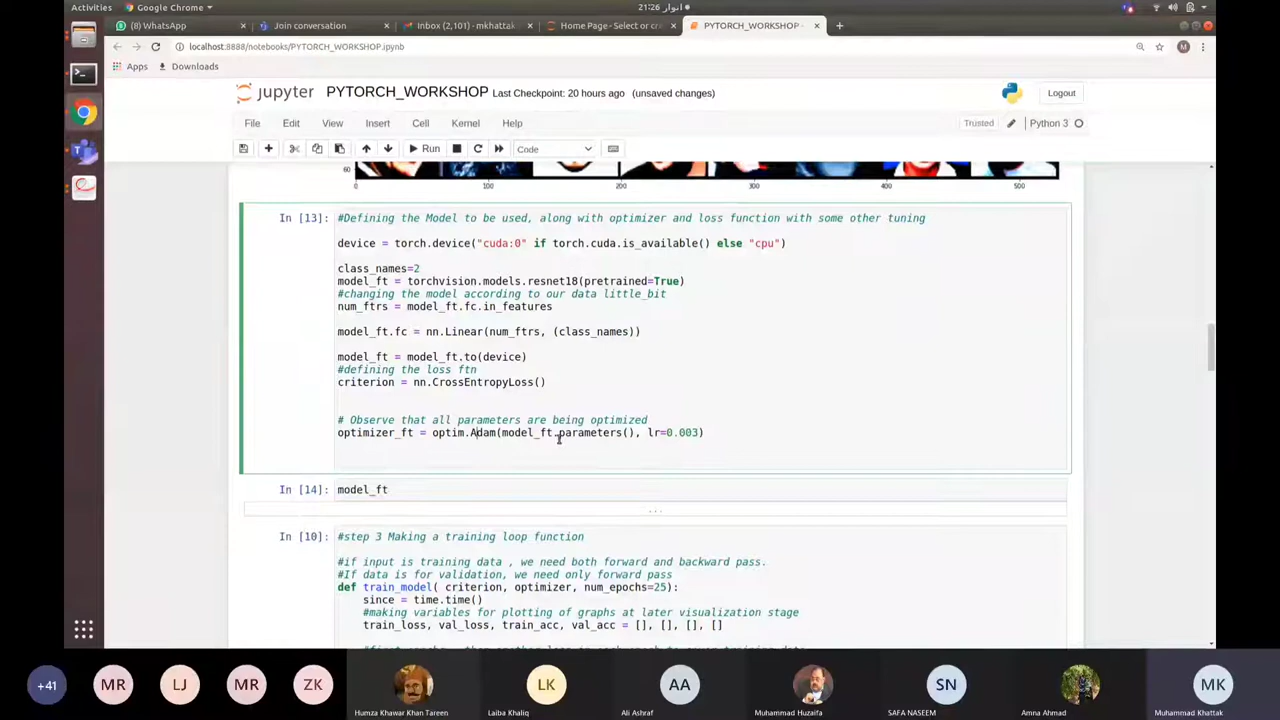 Activities
Google Chrome
21:26 اتوار
(8) WhatsApp
Join conversation
Inbox (2,101) - mkhattak
Home Page - Select or cr
PYTORCH_WORKSHOP -
localhost:8888/notebooks/PYTORCH_WORKSHOP.ipynb
M
Apps
Downloads
jupyter PYTORCH_WORKSHOP Last Checkpoint: 20 hours ago (unsaved changes)
Logout
File Edit View Insert Cell Kernel Help
Trusted
Python 3
Run
Code
60
0 100 200 300 400 500
In [13]:
#Defining the Model to be used, along with optimizer and loss function with some other tuning
device = torch.device("cuda:0" if torch.cuda.is_available() else "cpu")
class_names=2
model_ft = torchvision.models.resnet18(pretrained=True)
#changing the model according to our data little_bit
num_ftrs = model_ft.fc.in_features
model_ft.fc = nn.Linear(num_ftrs, (class_names))
model_ft = model_ft.to(device)
#defining the loss ftn
criterion = nn.CrossEntropyLoss()
# Observe that all parameters are being optimized
optimizer_ft = optim.Adam(model_ft.parameters(), lr=0.003)
In [14]:
model_ft
...
In [10]:
#step 3 Making a training loop function
#if input is training data , we need both forward and backward pass.
#If data is for validation, we need only forward pass
def train_model( criterion, optimizer, num_epochs=25):
since = time.time()
#making variables for plotting of graphs at later visualization stage
train_loss, val_loss, train_acc, val_acc = [], [], [], []
+41
MR
LJ
MR
ZK
LK
AA
SN
MK
Humza Khawar Khan Tareen
Laiba Khaliq
Ali Ashraf
Muhammad Huzaifa
SAFA NASEEM
Amna Ahmad
Muhammad Khattak